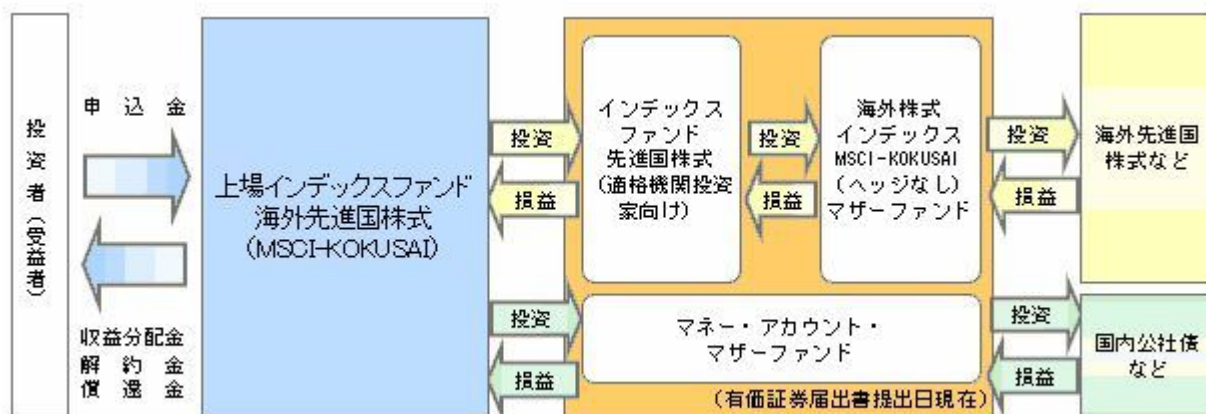 投資者(受益者)
申込金
収益分配金
解約金
償還金
上場インデックスファンド
海外先進国株式
(MSCI-KOKUSAI)
投資
損益
投資
損益
インデックス
ファンド
先進国株式
(適格機関投資
家向け)
投資
損益
海外株式
インデックス
MSCI-KOKUSAI
(ヘッジなし)
マザーファンド
マネー・アカウント・
マザーファンド
(有価証券届出書提出日現在)
投資
損益
投資
損益
海外先進国
株式など
国内公社債
など